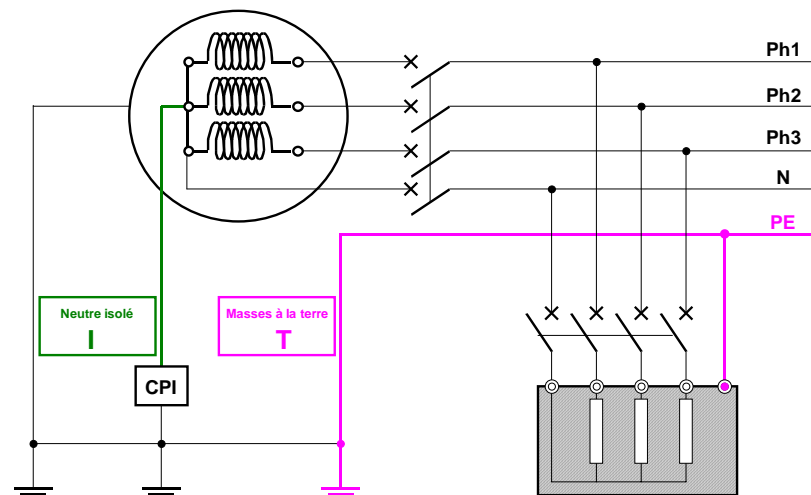 Ph1
Ph2
Ph3
N
PE
Neutre isolé
I
Masses à la terre
T
CPI